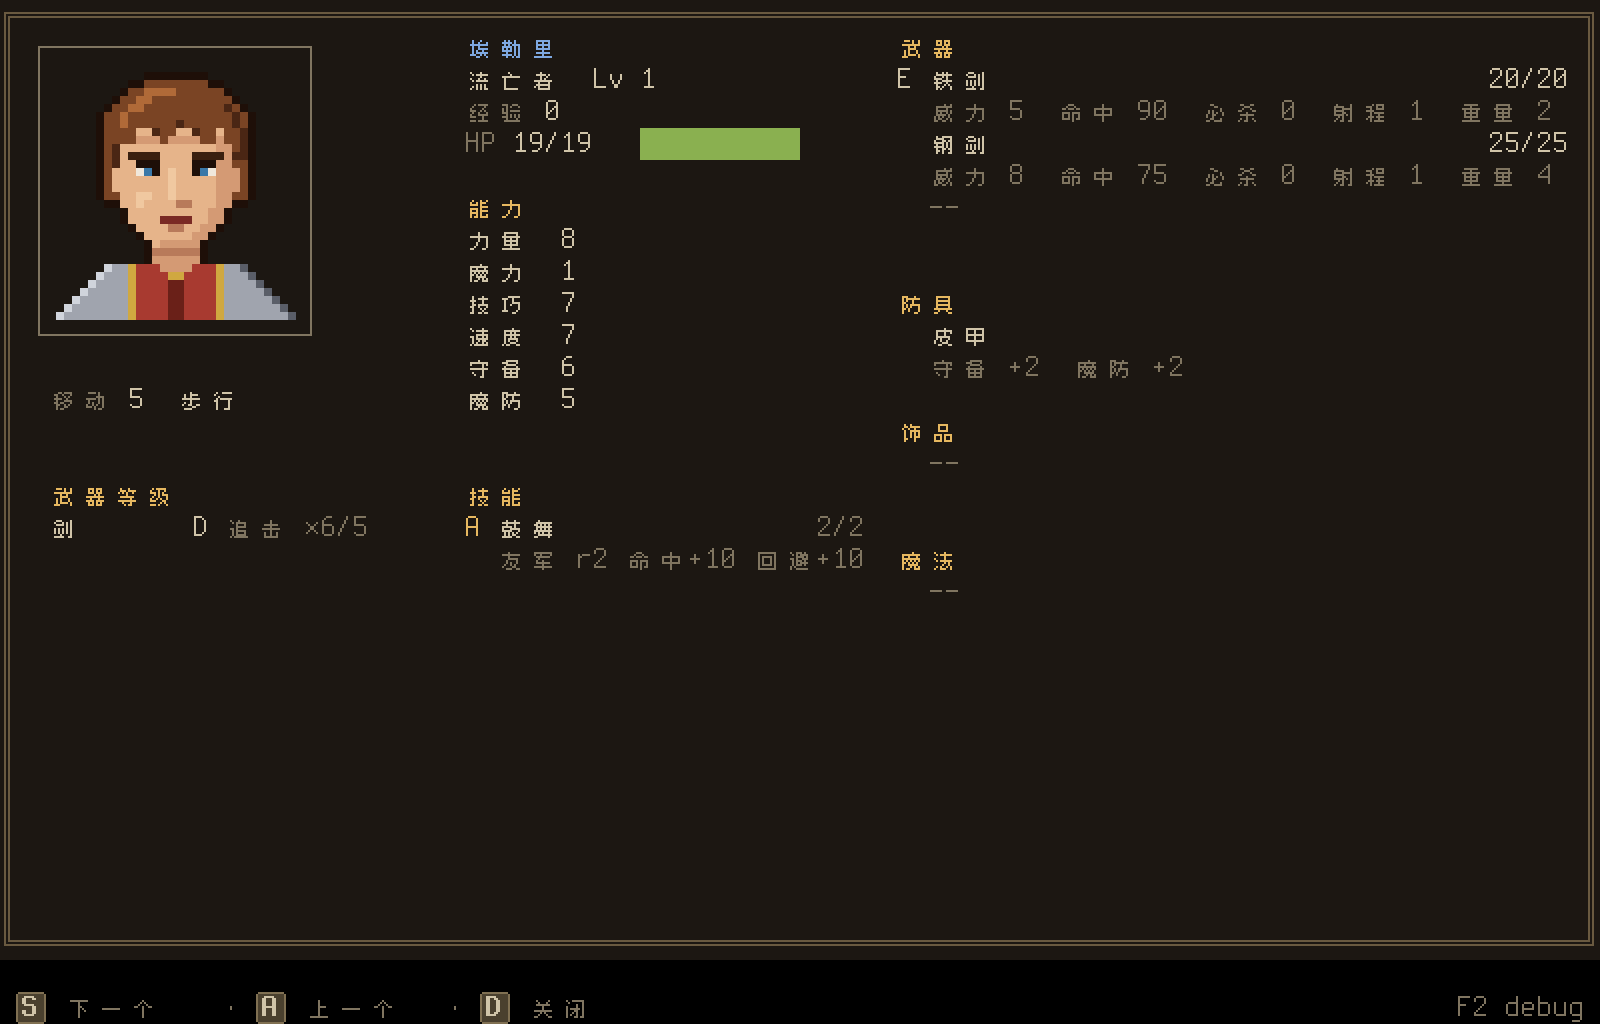 埃勒里
流亡者 Lv 1
经验 0
HP 19/19
能力
力量 8
魔力 1
技巧 7
速度 7
守备 6
魔防 5
移动 5 步行
武器等级
剑 D 追击 ×6/5
技能
A 鼓舞 2/2
友军 r2 命中+10 回避+10
武器
E 铁剑 20/20
威力 5 命中 90 必杀 0 射程 1 重量 2
钢剑 25/25
威力 8 命中 75 必杀 0 射程 1 重量 4
--
防具
皮甲
守备 +2 魔防 +2
饰品
--
魔法
--
S 下一个 · A 上一个 · D 关闭
F2 debug